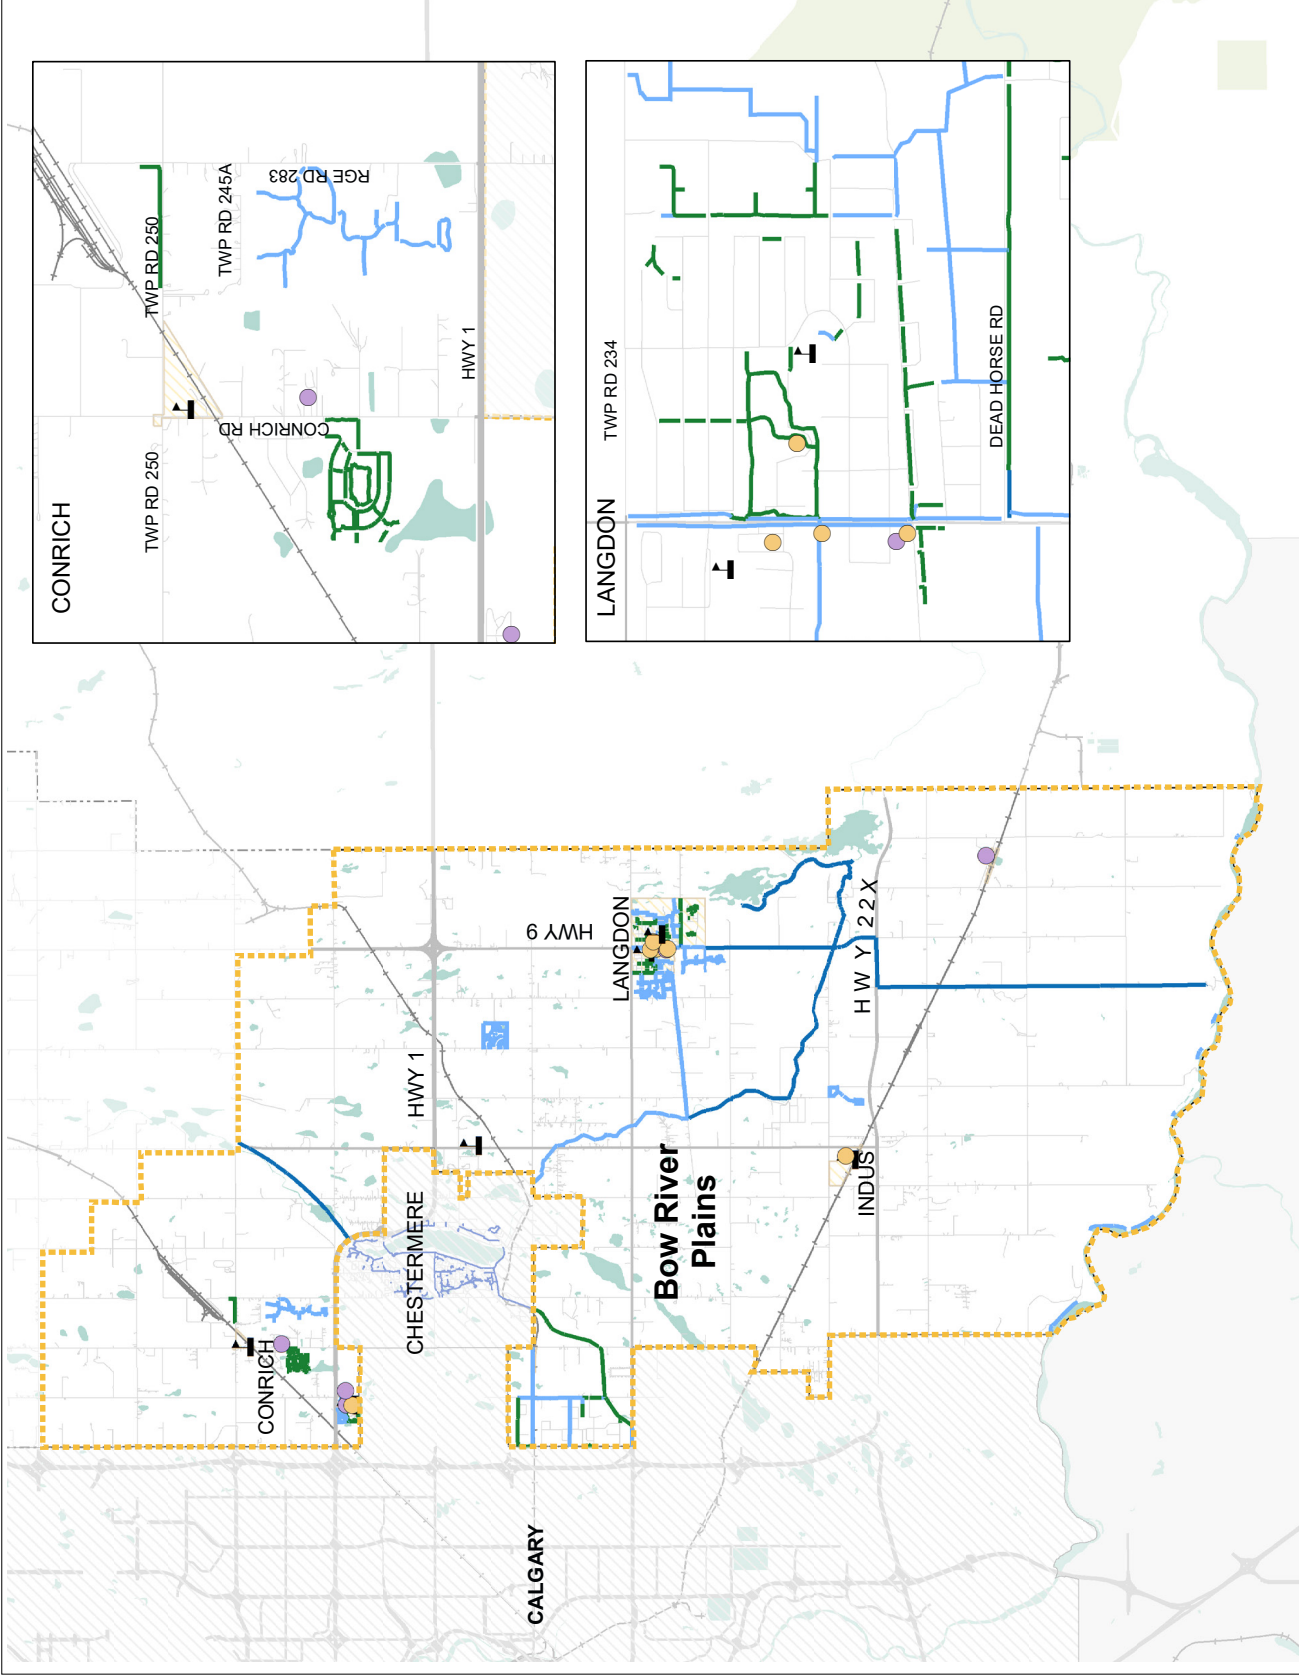 CONRICH
TWP RD 250
TWP RD 250
TWP RD 245A
RGE RD 283
CONRICH RD
HWY 1
LANGDON
TWP RD 234
DEAD HORSE RD
CONRICH
CHESTERMERE
HWY 1
HWY 9
LANGDON
HWY 22X
INDUS
Bow River
Plains
CALGARY